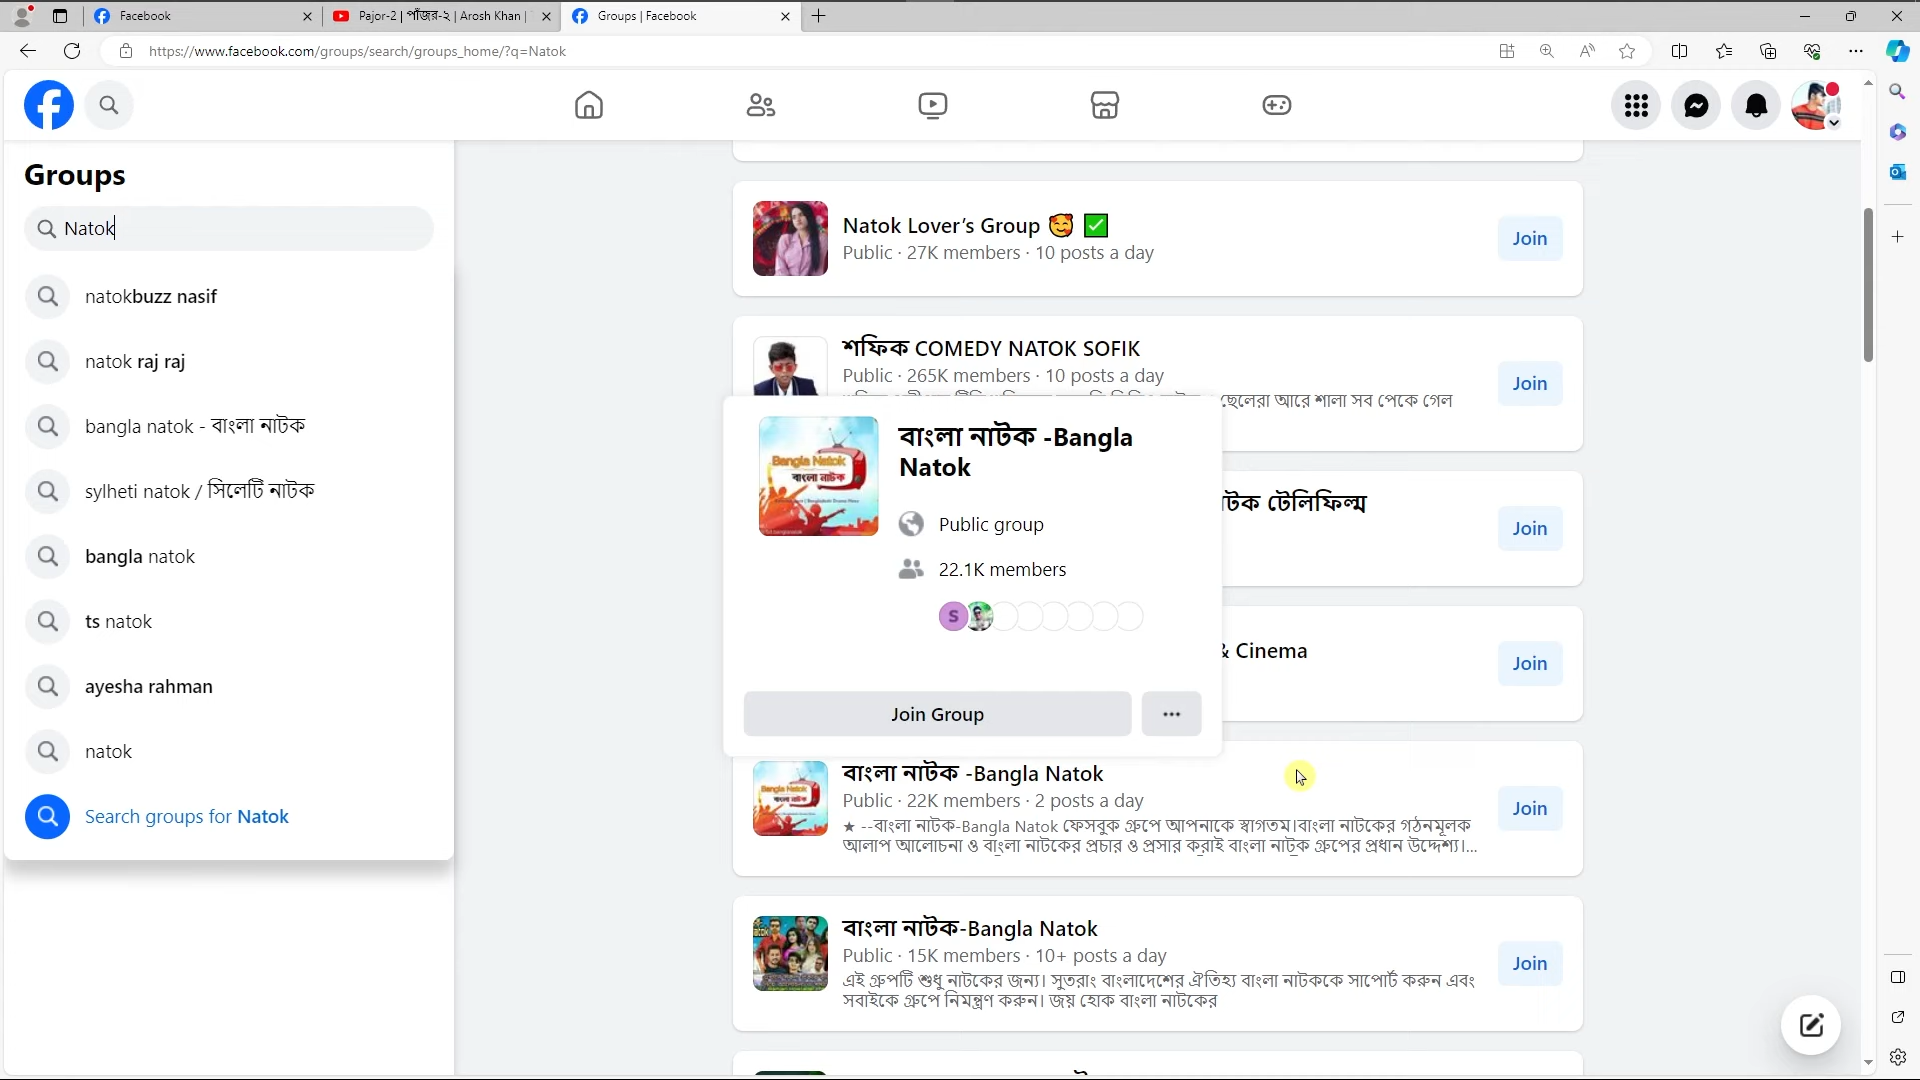 Facebook
Pajor-2 | পাঁজর-২ | Arosh Khan |
Groups | Facebook
https://www.facebook.com/groups/search/groups_home/?q=Natok
Groups
Natok
natokbuzz nasif
natok raj raj
bangla natok - বাংলা নাটক
sylheti natok / সিলেটি নাটক
bangla natok
ts natok
ayesha rahman
natok
Search groups for Natok
Natok Lover's Group 🥰 ✅
Public · 27K members · 10 posts a day
Join
শফিক COMEDY NATOK SOFIK
Public · 265K members · 10 posts a day
ছেলেরা আরে শালা সব পেকে গেল
Join
বাংলা নাটক -Bangla
Natok
Public group
22.1K members
S
Join Group
টেলিফিল্ম
Join
& Cinema
Join
বাংলা নাটক -Bangla Natok
Public · 22K members · 2 posts a day
★ --বাংলা নাটক-Bangla Natok ফেসবুক গ্রুপে আপনাকে স্বাগতম।বাংলা নাটকের গঠনমূলক
আলাপ আলোচনা ও বাংলা নাটকের প্রচার ও প্রসার করাই বাংলা নাটক গ্রুপের প্রধান উদ্দেশ্য।...
Join
বাংলা নাটক-Bangla Natok
Public · 15K members · 10+ posts a day
এই গ্রুপটি শুধু নাটকের জন্য। সুতরাং বাংলাদেশের ঐতিহ্য বাংলা নাটককে সাপোর্ট করুন এবং
সবাইকে গ্রুপে নিমন্ত্রণ করুন। জয় হোক বাংলা নাটকের
Join